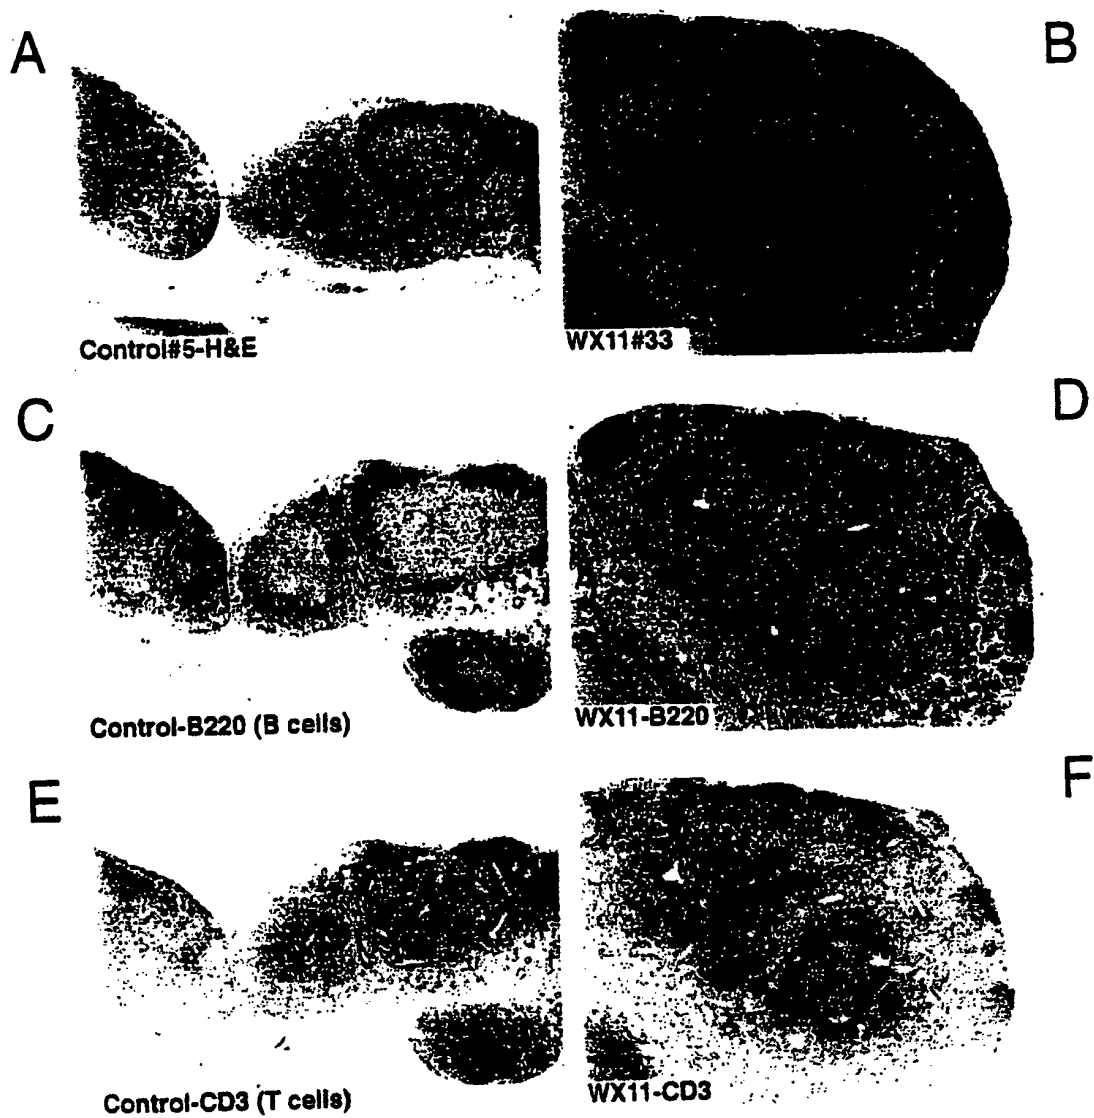 A
B
Control#5-H&E
WX11#33
C
D
Control-B220 (B cells)
WX11-B220
E
F
Control-CD3 (T cells)
WX11-CD3